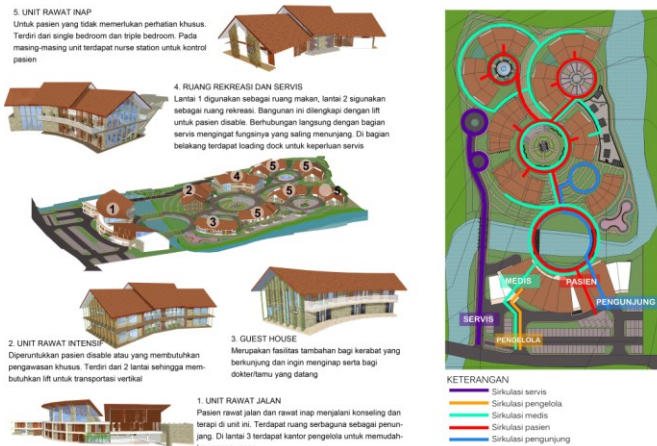 5. UNIT RAWAT INAP
Untuk pasien yang tidak memerlukan perhatian khusus.
Terdiri dari single bedroom dan triple bedroom. Pada
masing-masing unit terdapat nurse station untuk kontrol
pasien
4. RUANG REKREASI DAN SERVIS
Lantai 1 digunakan sebagai ruang makan, lantai 2 sigunakan
sebagai ruang rekreasi. Bangunan ini dilengkapi dengan lift
untuk pasien disable. Berhubungan langsung dengan bagian
servis mengingat fungsinya yang saling menunjang. Di bagian
belakang terdapat loading dock untuk keperluan servis
1
2
4
5
5
5
5
5
3
5
2. UNIT RAWAT INTENSIF
Diperuntukkan pasien disable atau yang membutuhkan
pengawasan khusus. Terdiri dari 2 lantai sehingga mem-
butuhkan lift untuk transportasi vertikal
3. GUEST HOUSE
Merupakan fasilitas tambahan bagi kerabat yang
berkunjung dan ingin menginap serta bagi
dokter/tamu yang datang
1. UNIT RAWAT JALAN
Pasien rawat jalan dan rawat inap menjalani konseling dan
terapi di unit ini. Terdapat ruang serbaguna sebagai penun-
jang. Di lantai 3 terdapat kantor pengelola untuk memudah-
MEDIS
PASIEN
PENGUNJUNG
SERVIS
PENGELOLA
KETERANGAN
Sirkulasi servis
Sirkulasi pengelola
Sirkulasi medis
Sirkulasi pasien
Sirkulasi pengunjung